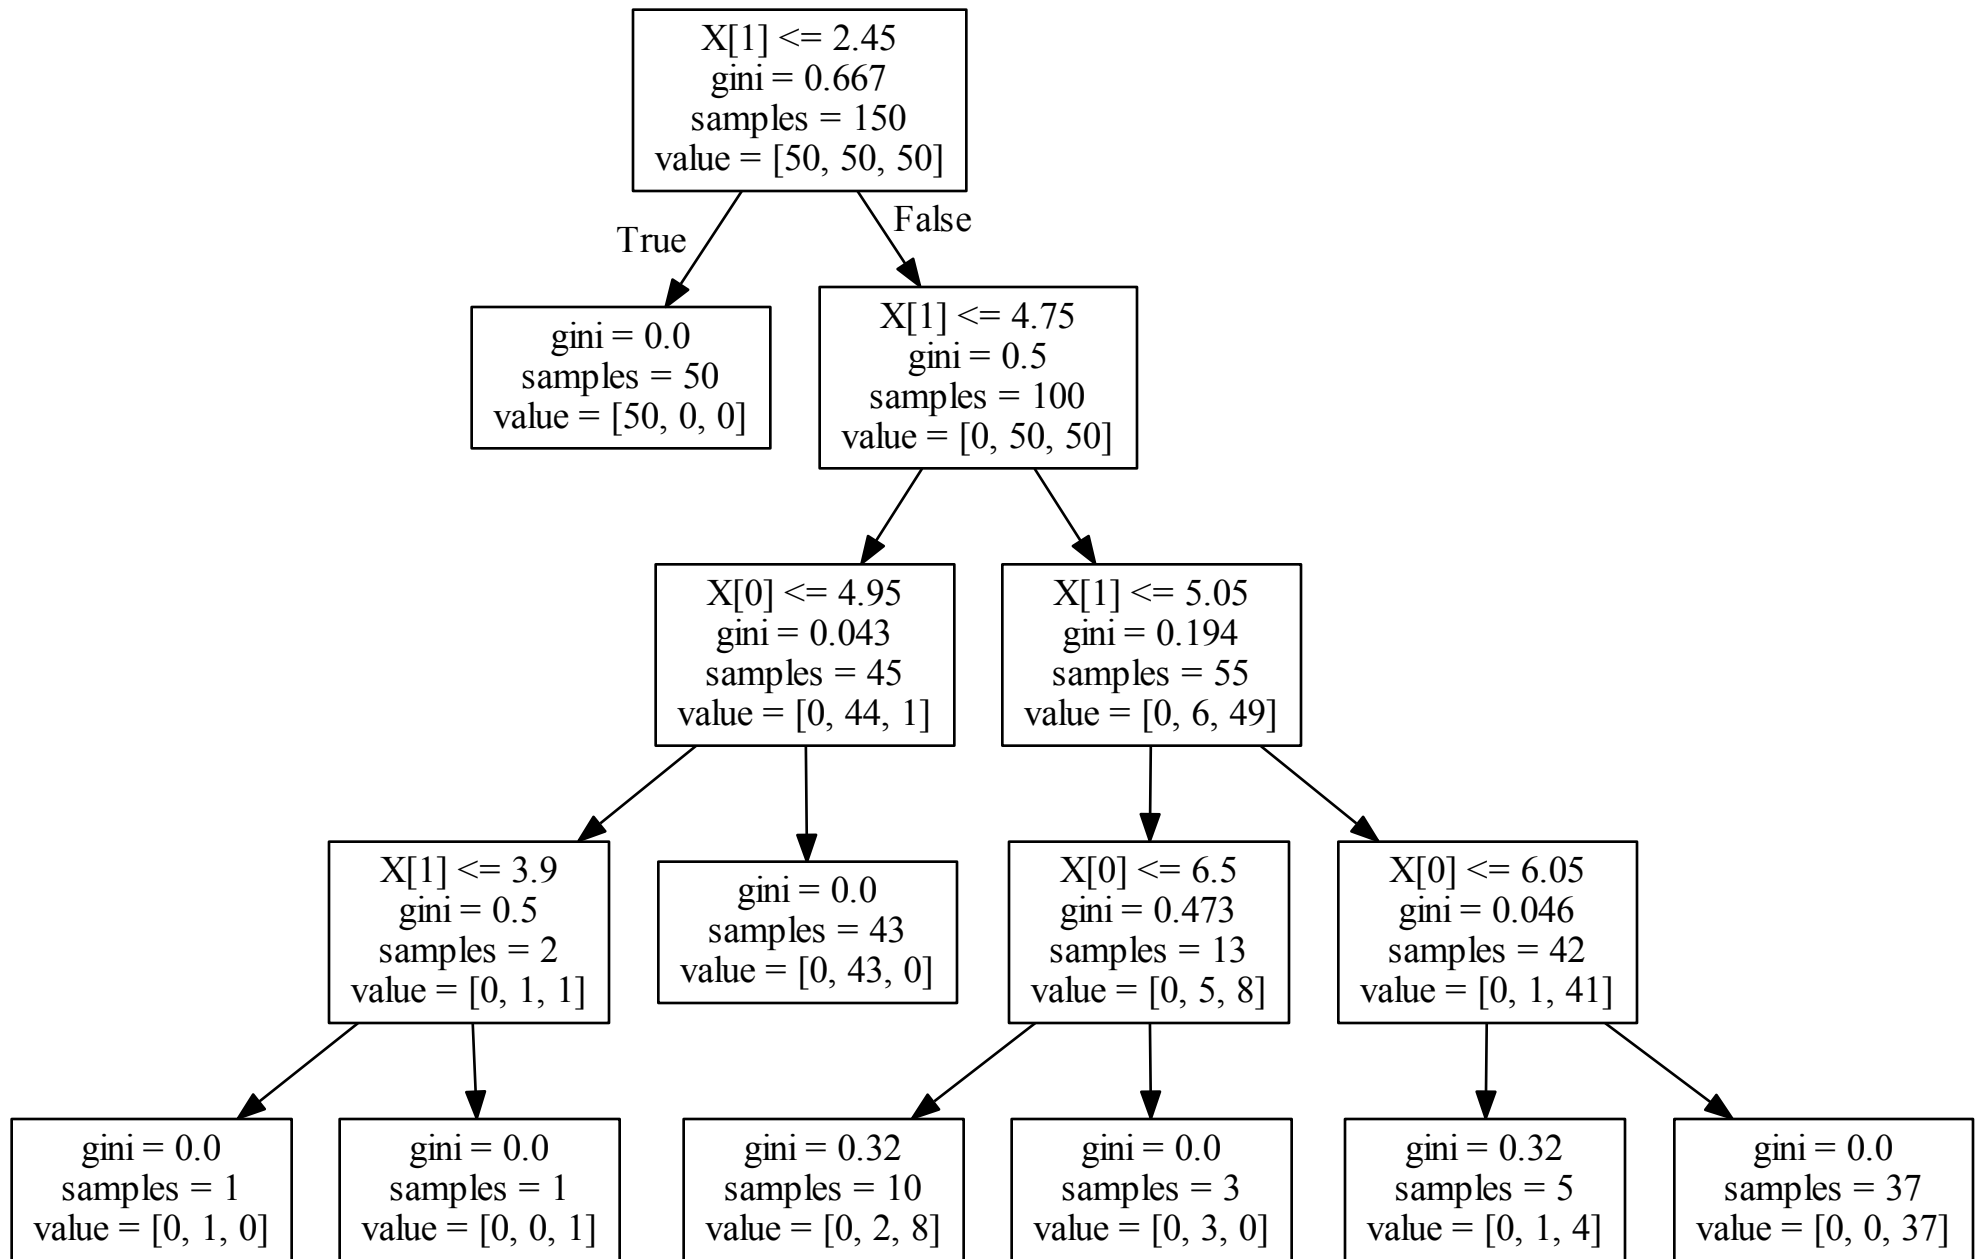 X[1] <= 2.45
gini = 0.667
samples = 150
value = [50, 50, 50]
True
False
gini = 0.0
samples = 50
value = [50, 0, 0]
X[1] <= 4.75
gini = 0.5
samples = 100
value = [0, 50, 50]
X[0] <= 4.95
gini = 0.043
samples = 45
value = [0, 44, 1]
X[1] <= 5.05
gini = 0.194
samples = 55
value = [0, 6, 49]
X[1] <= 3.9
gini = 0.5
samples = 2
value = [0, 1, 1]
gini = 0.0
samples = 43
value = [0, 43, 0]
X[0] <= 6.5
gini = 0.473
samples = 13
value = [0, 5, 8]
X[0] <= 6.05
gini = 0.046
samples = 42
value = [0, 1, 41]
gini = 0.0
samples = 1
value = [0, 1, 0]
gini = 0.0
samples = 1
value = [0, 0, 1]
gini = 0.32
samples = 10
value = [0, 2, 8]
gini = 0.0
samples = 3
value = [0, 3, 0]
gini = 0.32
samples = 5
value = [0, 1, 4]
gini = 0.0
samples = 37
value = [0, 0, 37]